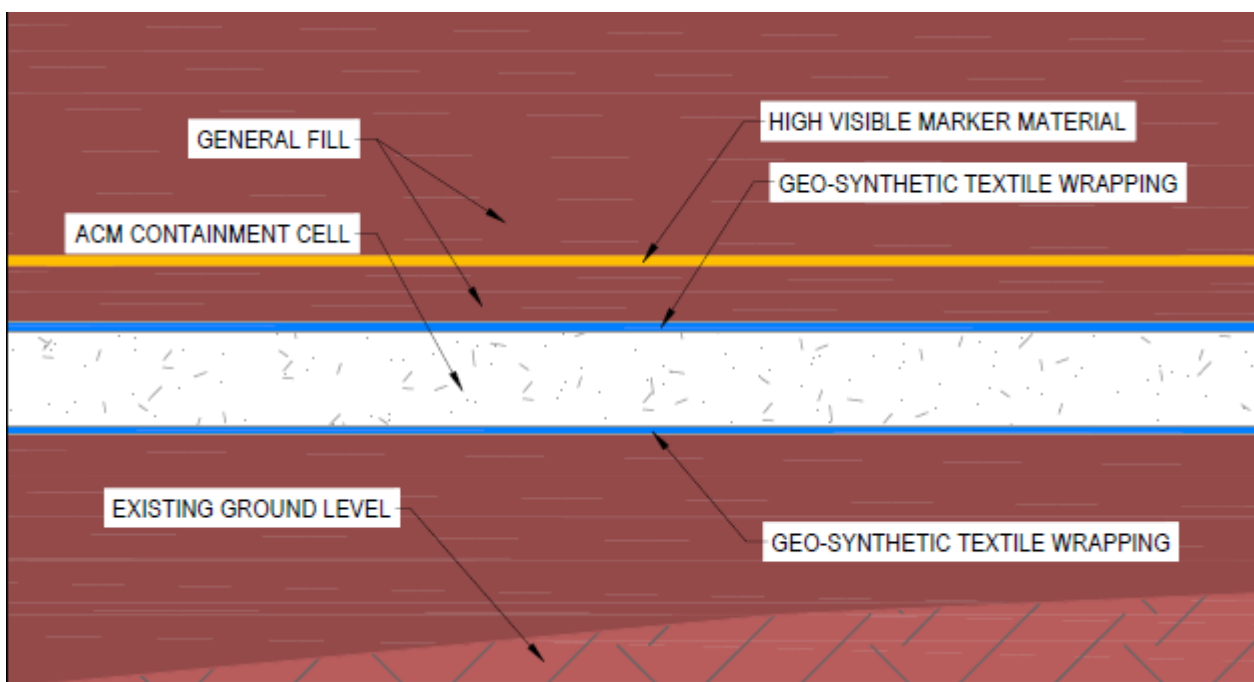 HIGH VISIBLE MARKER MATERIAL
GENERAL FILL
GEO-SYNTHETIC TEXTILE WRAPPING
ACM CONTAINMENT CELL
EXISTING GROUND LEVEL
GEO-SYNTHETIC TEXTILE WRAPPING